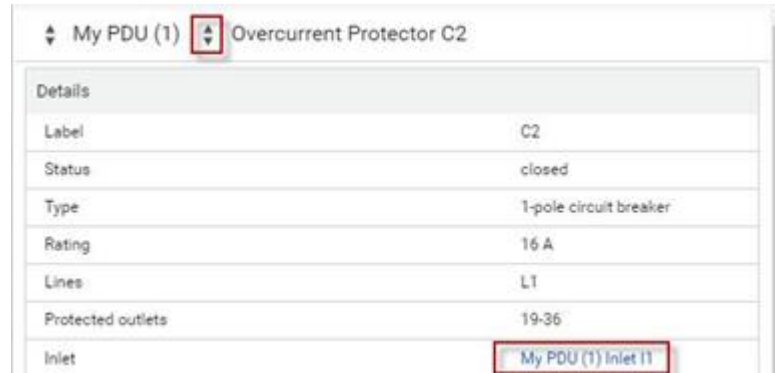 My PDU (1) Overcurrent Protector C2
Details
Label C2
Status closed
Type 1-pole circuit breaker
Rating 16 A
Lines L1
Protected outlets 19-36
Inlet My PDU (1) Inlet I1